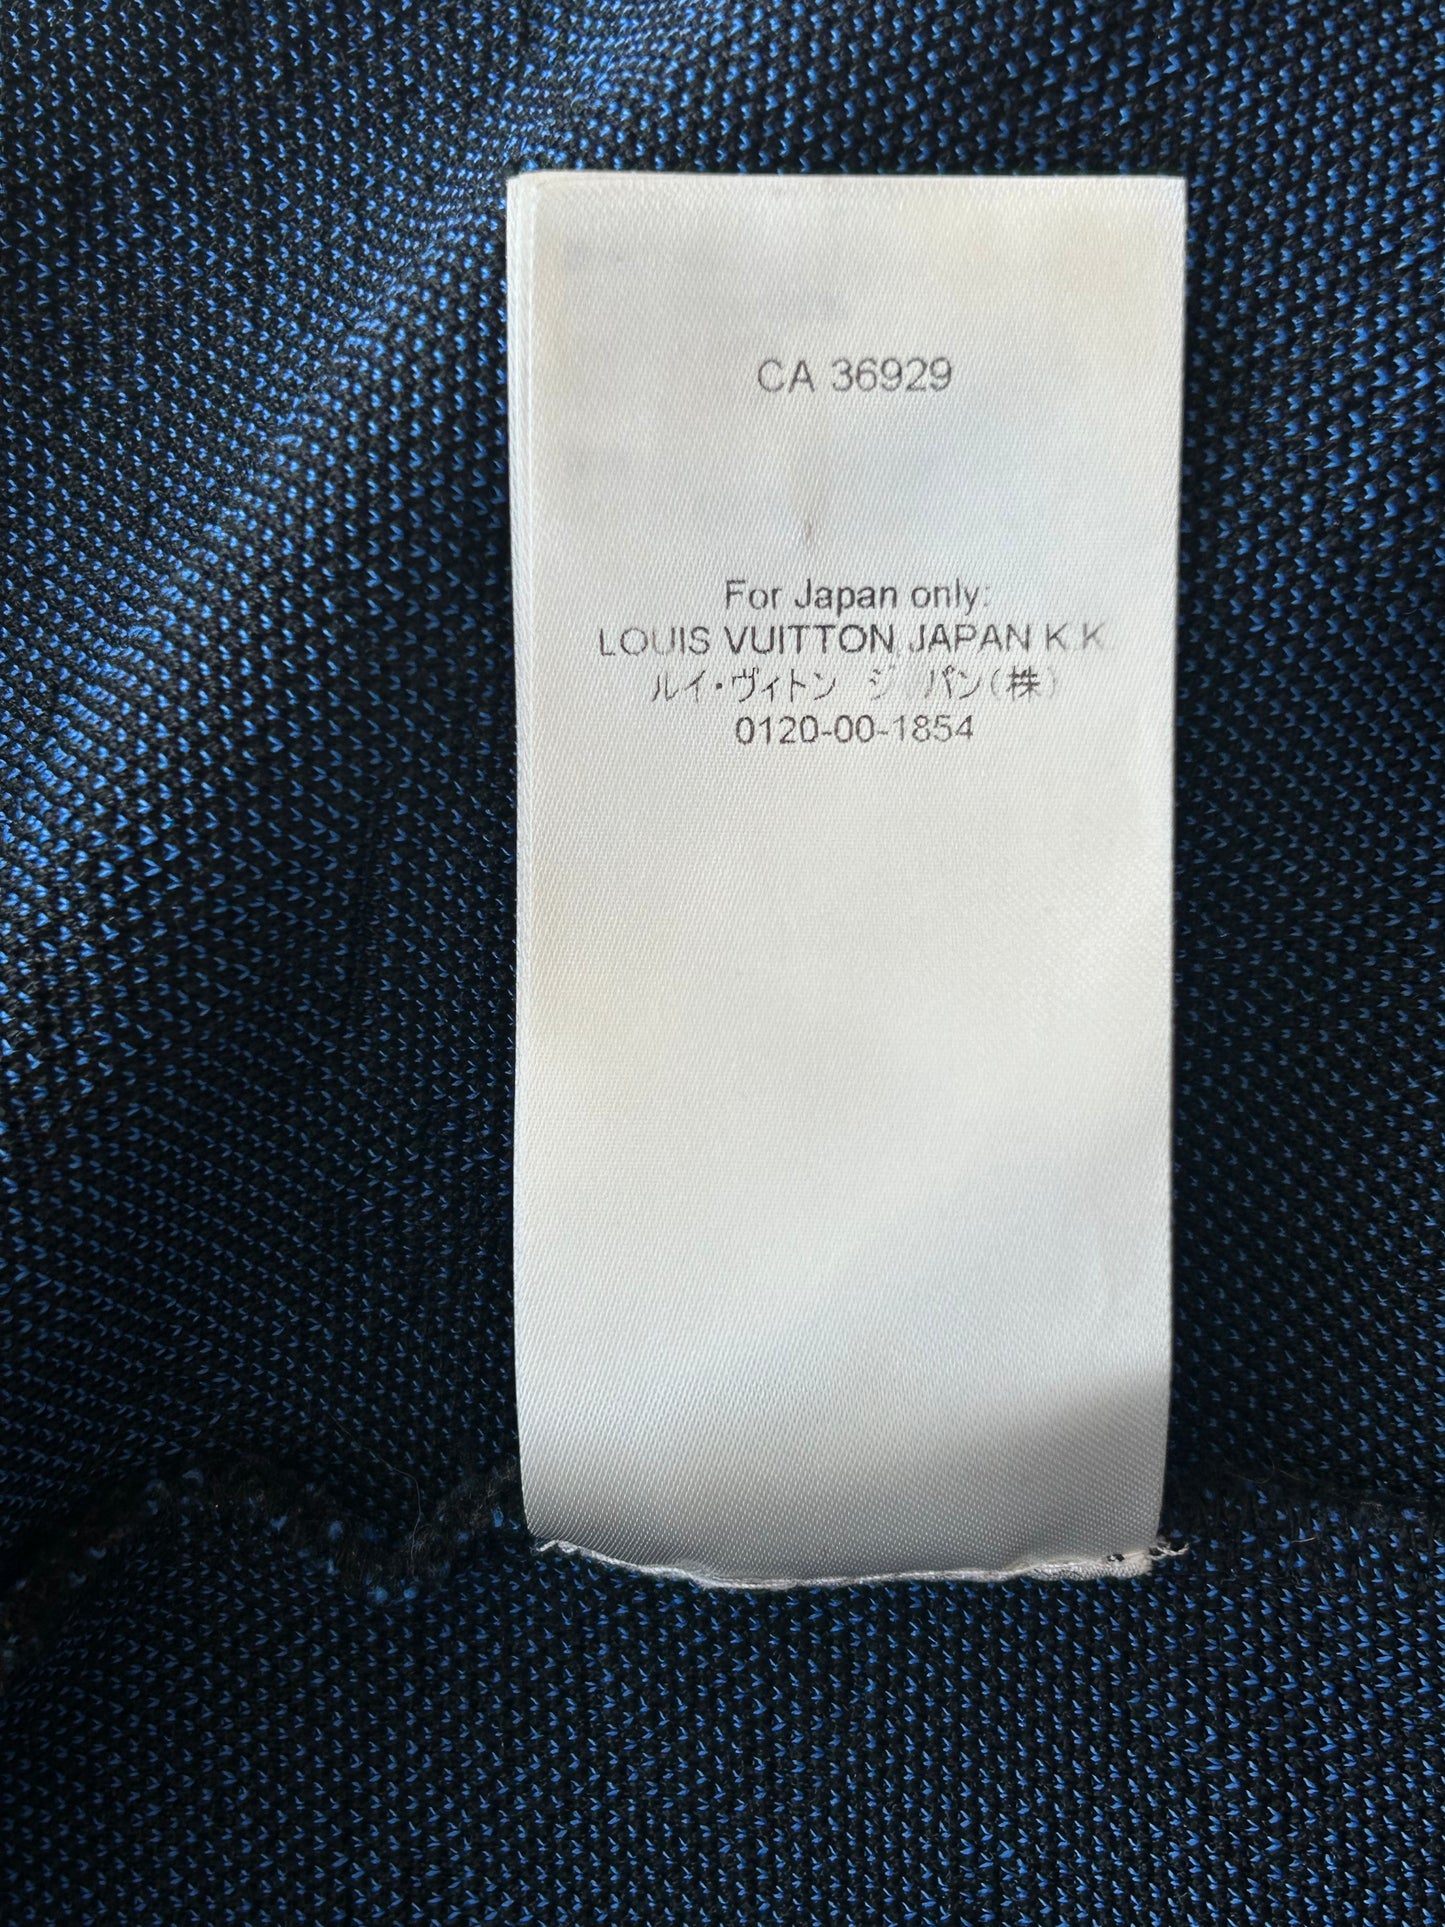 CA 36929
For Japan only:
LOUIS VUITTON JAPAN K.K.
ルイ・ヴィトン ジ パン(株)
0120-00-1854